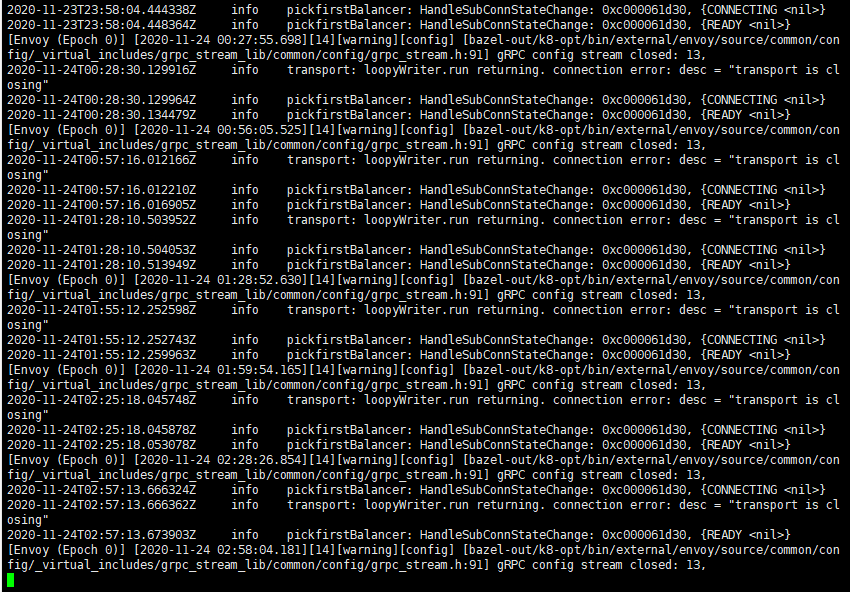 2020-11-23T23:58:04.444338Z     info    pickfirstBalancer: HandleSubConnStateChange: 0xc000061d30, {CONNECTING <nil>}
2020-11-23T23:58:04.448364Z     info    pickfirstBalancer: HandleSubConnStateChange: 0xc000061d30, {READY <nil>}
[Envoy (Epoch 0)] [2020-11-24 00:27:55.698][14][warning][config] [bazel-out/k8-opt/bin/external/envoy/source/common/con
fig/_virtual_includes/grpc_stream_lib/common/config/grpc_stream.h:91] gRPC config stream closed: 13,
2020-11-24T00:28:30.129916Z     info    transport: loopyWriter.run returning. connection error: desc = "transport is cl
osing"
2020-11-24T00:28:30.129964Z     info    pickfirstBalancer: HandleSubConnStateChange: 0xc000061d30, {CONNECTING <nil>}
2020-11-24T00:28:30.134479Z     info    pickfirstBalancer: HandleSubConnStateChange: 0xc000061d30, {READY <nil>}
[Envoy (Epoch 0)] [2020-11-24 00:56:05.525][14][warning][config] [bazel-out/k8-opt/bin/external/envoy/source/common/con
fig/_virtual_includes/grpc_stream_lib/common/config/grpc_stream.h:91] gRPC config stream closed: 13,
2020-11-24T00:57:16.012166Z     info    transport: loopyWriter.run returning. connection error: desc = "transport is cl
osing"
2020-11-24T00:57:16.012210Z     info    pickfirstBalancer: HandleSubConnStateChange: 0xc000061d30, {CONNECTING <nil>}
2020-11-24T00:57:16.016905Z     info    pickfirstBalancer: HandleSubConnStateChange: 0xc000061d30, {READY <nil>}
2020-11-24T01:28:10.503952Z     info    transport: loopyWriter.run returning. connection error: desc = "transport is cl
osing"
2020-11-24T01:28:10.504053Z     info    pickfirstBalancer: HandleSubConnStateChange: 0xc000061d30, {CONNECTING <nil>}
2020-11-24T01:28:10.513949Z     info    pickfirstBalancer: HandleSubConnStateChange: 0xc000061d30, {READY <nil>}
[Envoy (Epoch 0)] [2020-11-24 01:28:52.630][14][warning][config] [bazel-out/k8-opt/bin/external/envoy/source/common/con
fig/_virtual_includes/grpc_stream_lib/common/config/grpc_stream.h:91] gRPC config stream closed: 13,
2020-11-24T01:55:12.252598Z     info    transport: loopyWriter.run returning. connection error: desc = "transport is cl
osing"
2020-11-24T01:55:12.252743Z     info    pickfirstBalancer: HandleSubConnStateChange: 0xc000061d30, {CONNECTING <nil>}
2020-11-24T01:55:12.259963Z     info    pickfirstBalancer: HandleSubConnStateChange: 0xc000061d30, {READY <nil>}
[Envoy (Epoch 0)] [2020-11-24 01:59:54.165][14][warning][config] [bazel-out/k8-opt/bin/external/envoy/source/common/con
fig/_virtual_includes/grpc_stream_lib/common/config/grpc_stream.h:91] gRPC config stream closed: 13,
2020-11-24T02:25:18.045748Z     info    transport: loopyWriter.run returning. connection error: desc = "transport is cl
osing"
2020-11-24T02:25:18.045878Z     info    pickfirstBalancer: HandleSubConnStateChange: 0xc000061d30, {CONNECTING <nil>}
2020-11-24T02:25:18.053078Z     info    pickfirstBalancer: HandleSubConnStateChange: 0xc000061d30, {READY <nil>}
[Envoy (Epoch 0)] [2020-11-24 02:28:26.854][14][warning][config] [bazel-out/k8-opt/bin/external/envoy/source/common/con
fig/_virtual_includes/grpc_stream_lib/common/config/grpc_stream.h:91] gRPC config stream closed: 13,
2020-11-24T02:57:13.666324Z     info    pickfirstBalancer: HandleSubConnStateChange: 0xc000061d30, {CONNECTING <nil>}
2020-11-24T02:57:13.666362Z     info    transport: loopyWriter.run returning. connection error: desc = "transport is cl
osing"
2020-11-24T02:57:13.673903Z     info    pickfirstBalancer: HandleSubConnStateChange: 0xc000061d30, {READY <nil>}
[Envoy (Epoch 0)] [2020-11-24 02:58:04.181][14][warning][config] [bazel-out/k8-opt/bin/external/envoy/source/common/con
fig/_virtual_includes/grpc_stream_lib/common/config/grpc_stream.h:91] gRPC config stream closed: 13,